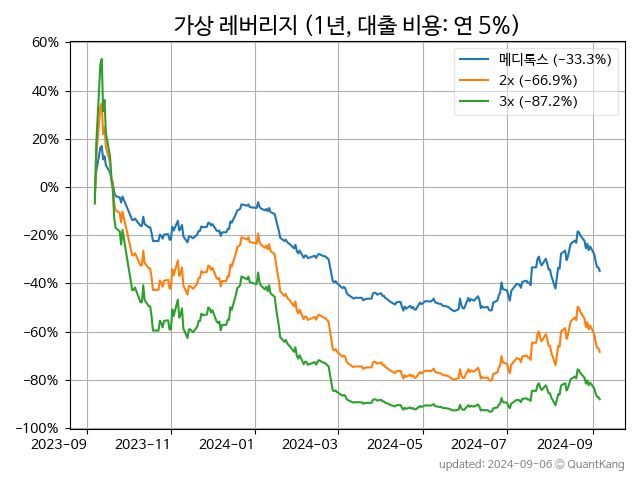 가상 레버리지 (1년, 대출 비용: 연 5%)
60%
40%
20%
0%
−20%
−40%
−60%
−80%
−100%
메디톡스 (-33.3%)
2x (-66.9%)
3x (-87.2%)
2023-09 2023-11 2024-01 2024-03 2024-05 2024-07 2024-09
updated: 2024-09-06 © QuantKang